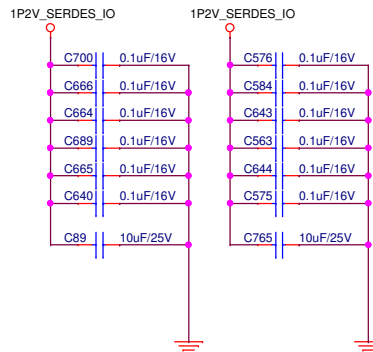 1P2V_SERDES_IO 1P2V_SERDES_IO
C700 0.1uF/16V C576 0.1uF/16V
C666 0.1uF/16V C584 0.1uF/16V
C664 0.1uF/16V C643 0.1uF/16V
C689 0.1uF/16V C563 0.1uF/16V
C665 0.1uF/16V C644 0.1uF/16V
C640 0.1uF/16V C575 0.1uF/16V
C89 10uF/25V C765 10uF/25V